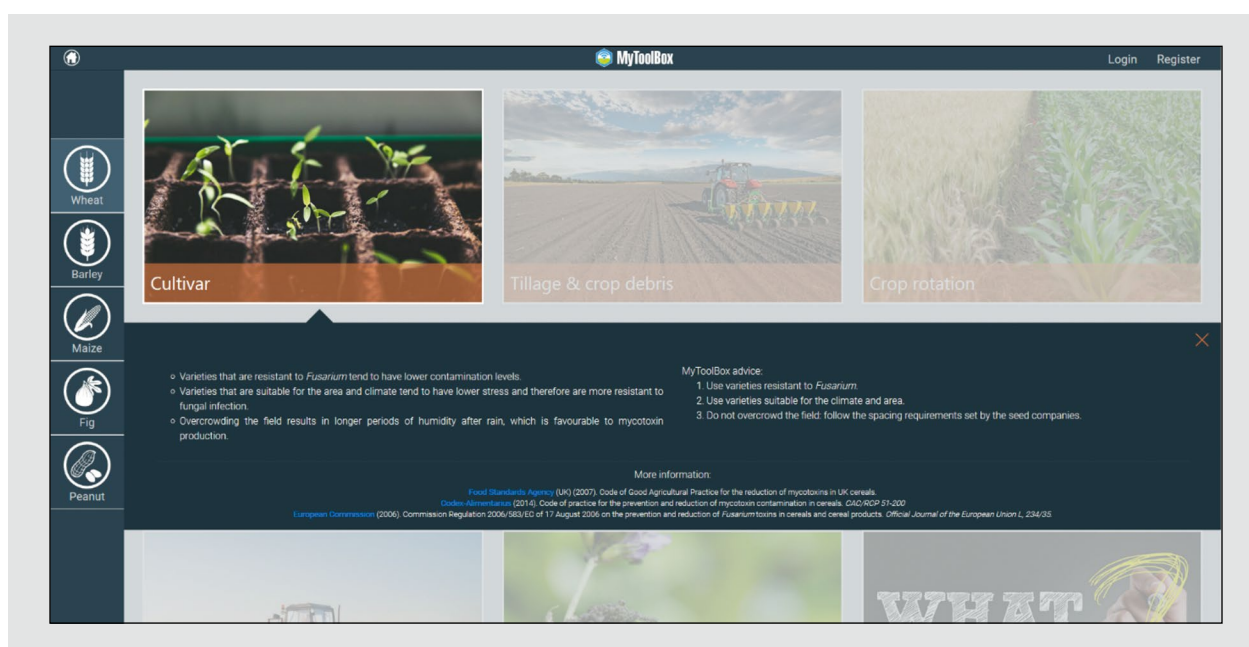 MyToolBox
Login
Register
Wheat
Barley
Maize
Fig
Peanut
Cultivar
Tillage & crop debris
Crop rotation
Varieties that are resistant to Fusarium tend to have lower contamination levels.
Varieties that are suitable for the area and climate tend to have lower stress and therefore are more resistant to
fungal infection.
Overcrowding the field results in longer periods of humidity after rain, which is favourable to mycotoxin
production.
MyToolBox advice:
1. Use varieties resistant to Fusarium.
2. Use varieties suitable for the climate and area.
3. Do not overcrowd the field: follow the spacing requirements set by the seed companies.
More information:
Food Standards Agency (UK) (2007). Code of Good Agricultural Practice for the reduction of mycotoxins in UK cereals.
Codex-Alimentarius (2014). Code of practice for the prevention and reduction of mycotoxin contamination in cereals. CAC/RCP 51-200
European Commission (2006). Commission Regulation 2006/583/EC of 17 August 2006 on the prevention and reduction of Fusarium toxins in cereals and cereal products. Official Journal of the European Union L, 234/35.
WHAT